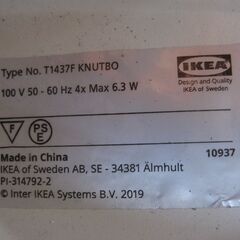 Type No. T1437F KNUTBO
100 V 50 - 60 Hz 4x Max 6.3 W
IKEA
Design and Quality
IKEA of Sweden
F
PS
E
Made in China
10937
IKEA of Sweden AB, SE - 34381 Älmhult
PI-314792-2
© Inter IKEA Systems B.V. 2019